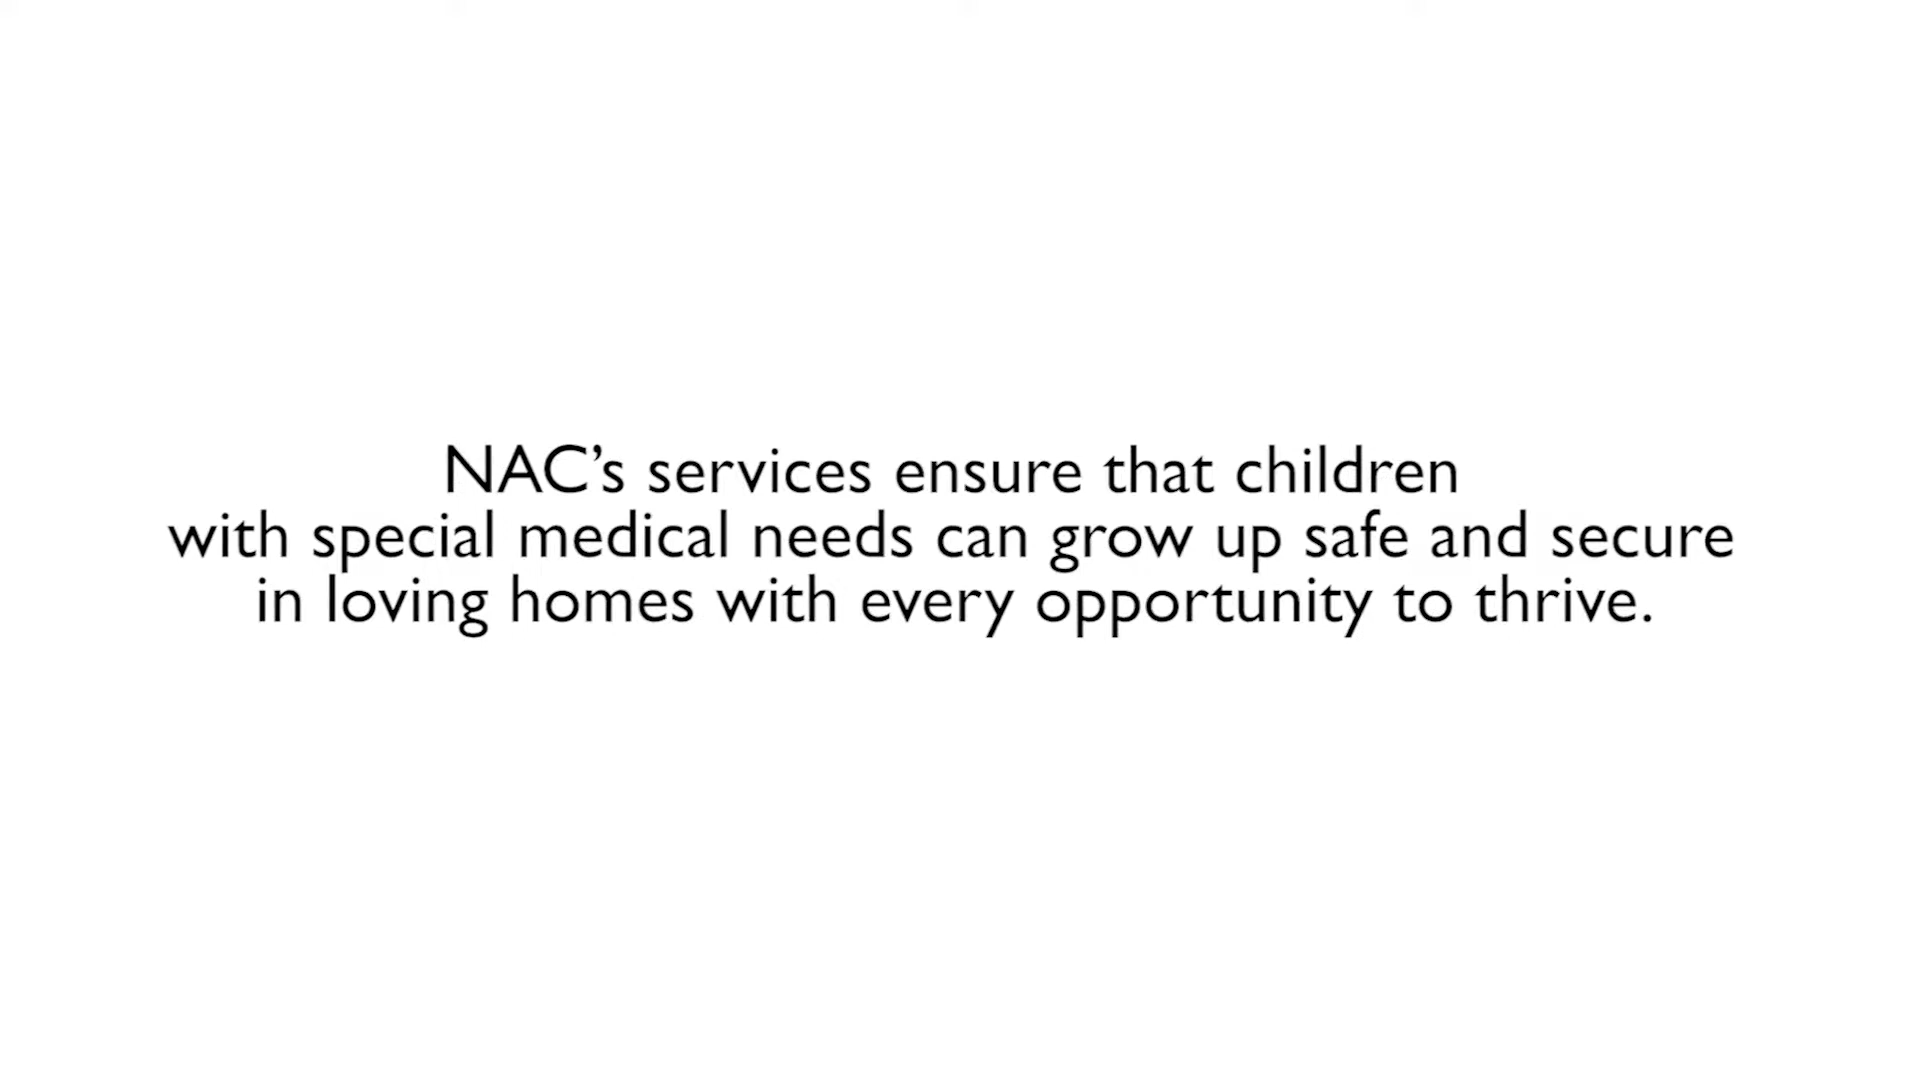 NAC’s services ensure that children
with special medical needs can grow up safe and secure
in loving homes with every opportunity to thrive.